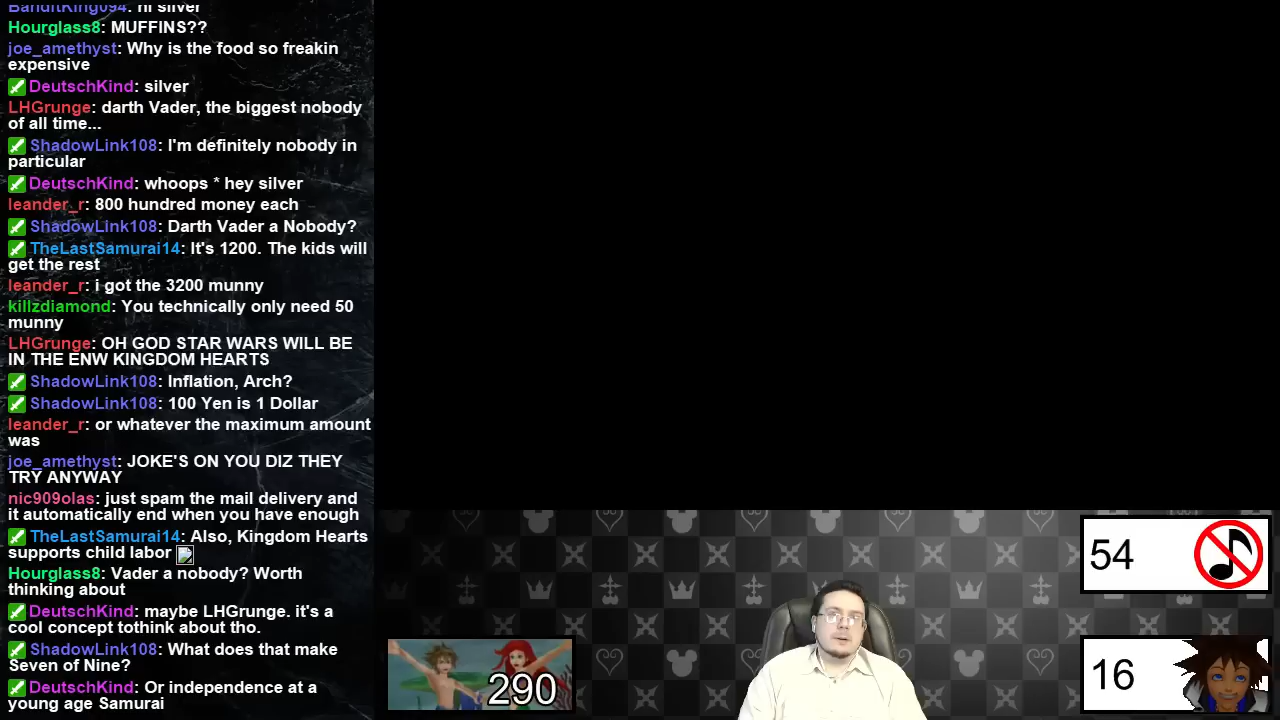 BanditKing094: hi silver
Hourglass8: MUFFINS??
joe_amethyst: Why is the food so freakin
expensive
DeutschKind: silver
LHGrunge: darth Vader, the biggest nobody
of all time...
ShadowLink108: I'm definitely nobody in
particular
DeutschKind: whoops * hey silver
leander_r: 800 hundred money each
ShadowLink108: Darth Vader a Nobody?
TheLastSamurai14: It's 1200. The kids will
get the rest
leander_r: i got the 3200 munny
killzdiamond: You technically only need 50
munny
LHGrunge: OH GOD STAR WARS WILL BE
IN THE ENW KINGDOM HEARTS
ShadowLink108: Inflation, Arch?
ShadowLink108: 100 Yen is 1 Dollar
leander_r: or whatever the maximum amount
was
joe_amethyst: JOKE'S ON YOU DIZ THEY
TRY ANYWAY
nic909olas: just spam the mail delivery and
it automatically end when you have enough
TheLastSamurai14: Also, Kingdom Hearts
supports child labor
Hourglass8: Vader a nobody? Worth
thinking about
DeutschKind: maybe LHGrunge. it's a
cool concept tothink about tho.
ShadowLink108: What does that make
Seven of Nine?
DeutschKind: Or independence at a
young age Samurai
54
290
16